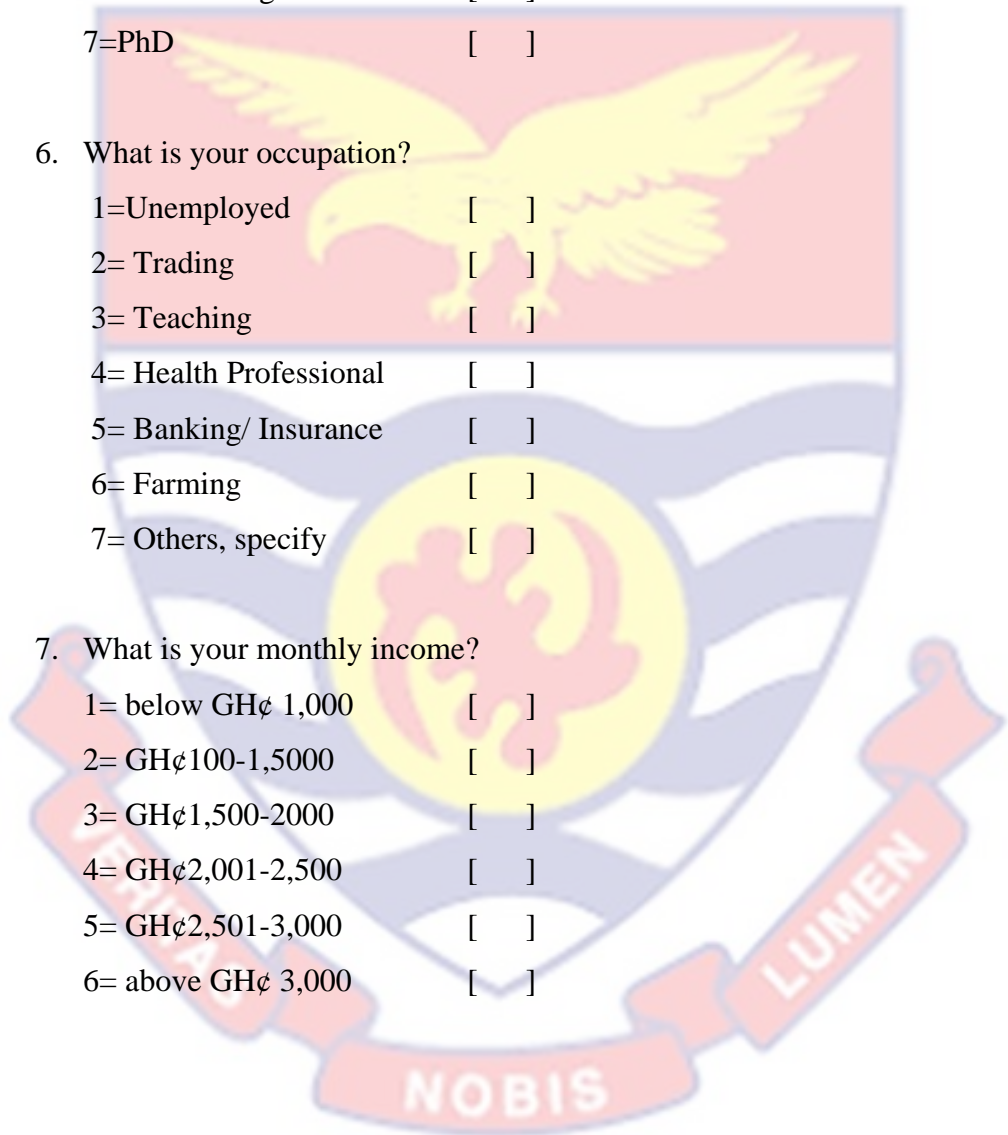 7=PhD [ ]
6. What is your occupation?
1=Unemployed [ ]
2= Trading [ ]
3= Teaching [ ]
4= Health Professional [ ]
5= Banking/ Insurance [ ]
6= Farming [ ]
7= Others, specify [ ]
7. What is your monthly income?
1= below GH¢ 1,000 [ ]
2= GH¢100-1,5000 [ ]
3= GH¢1,500-2000 [ ]
4= GH¢2,001-2,500 [ ]
5= GH¢2,501-3,000 [ ]
6= above GH¢ 3,000 [ ]
VERITAS
NOBIS
LUMEN